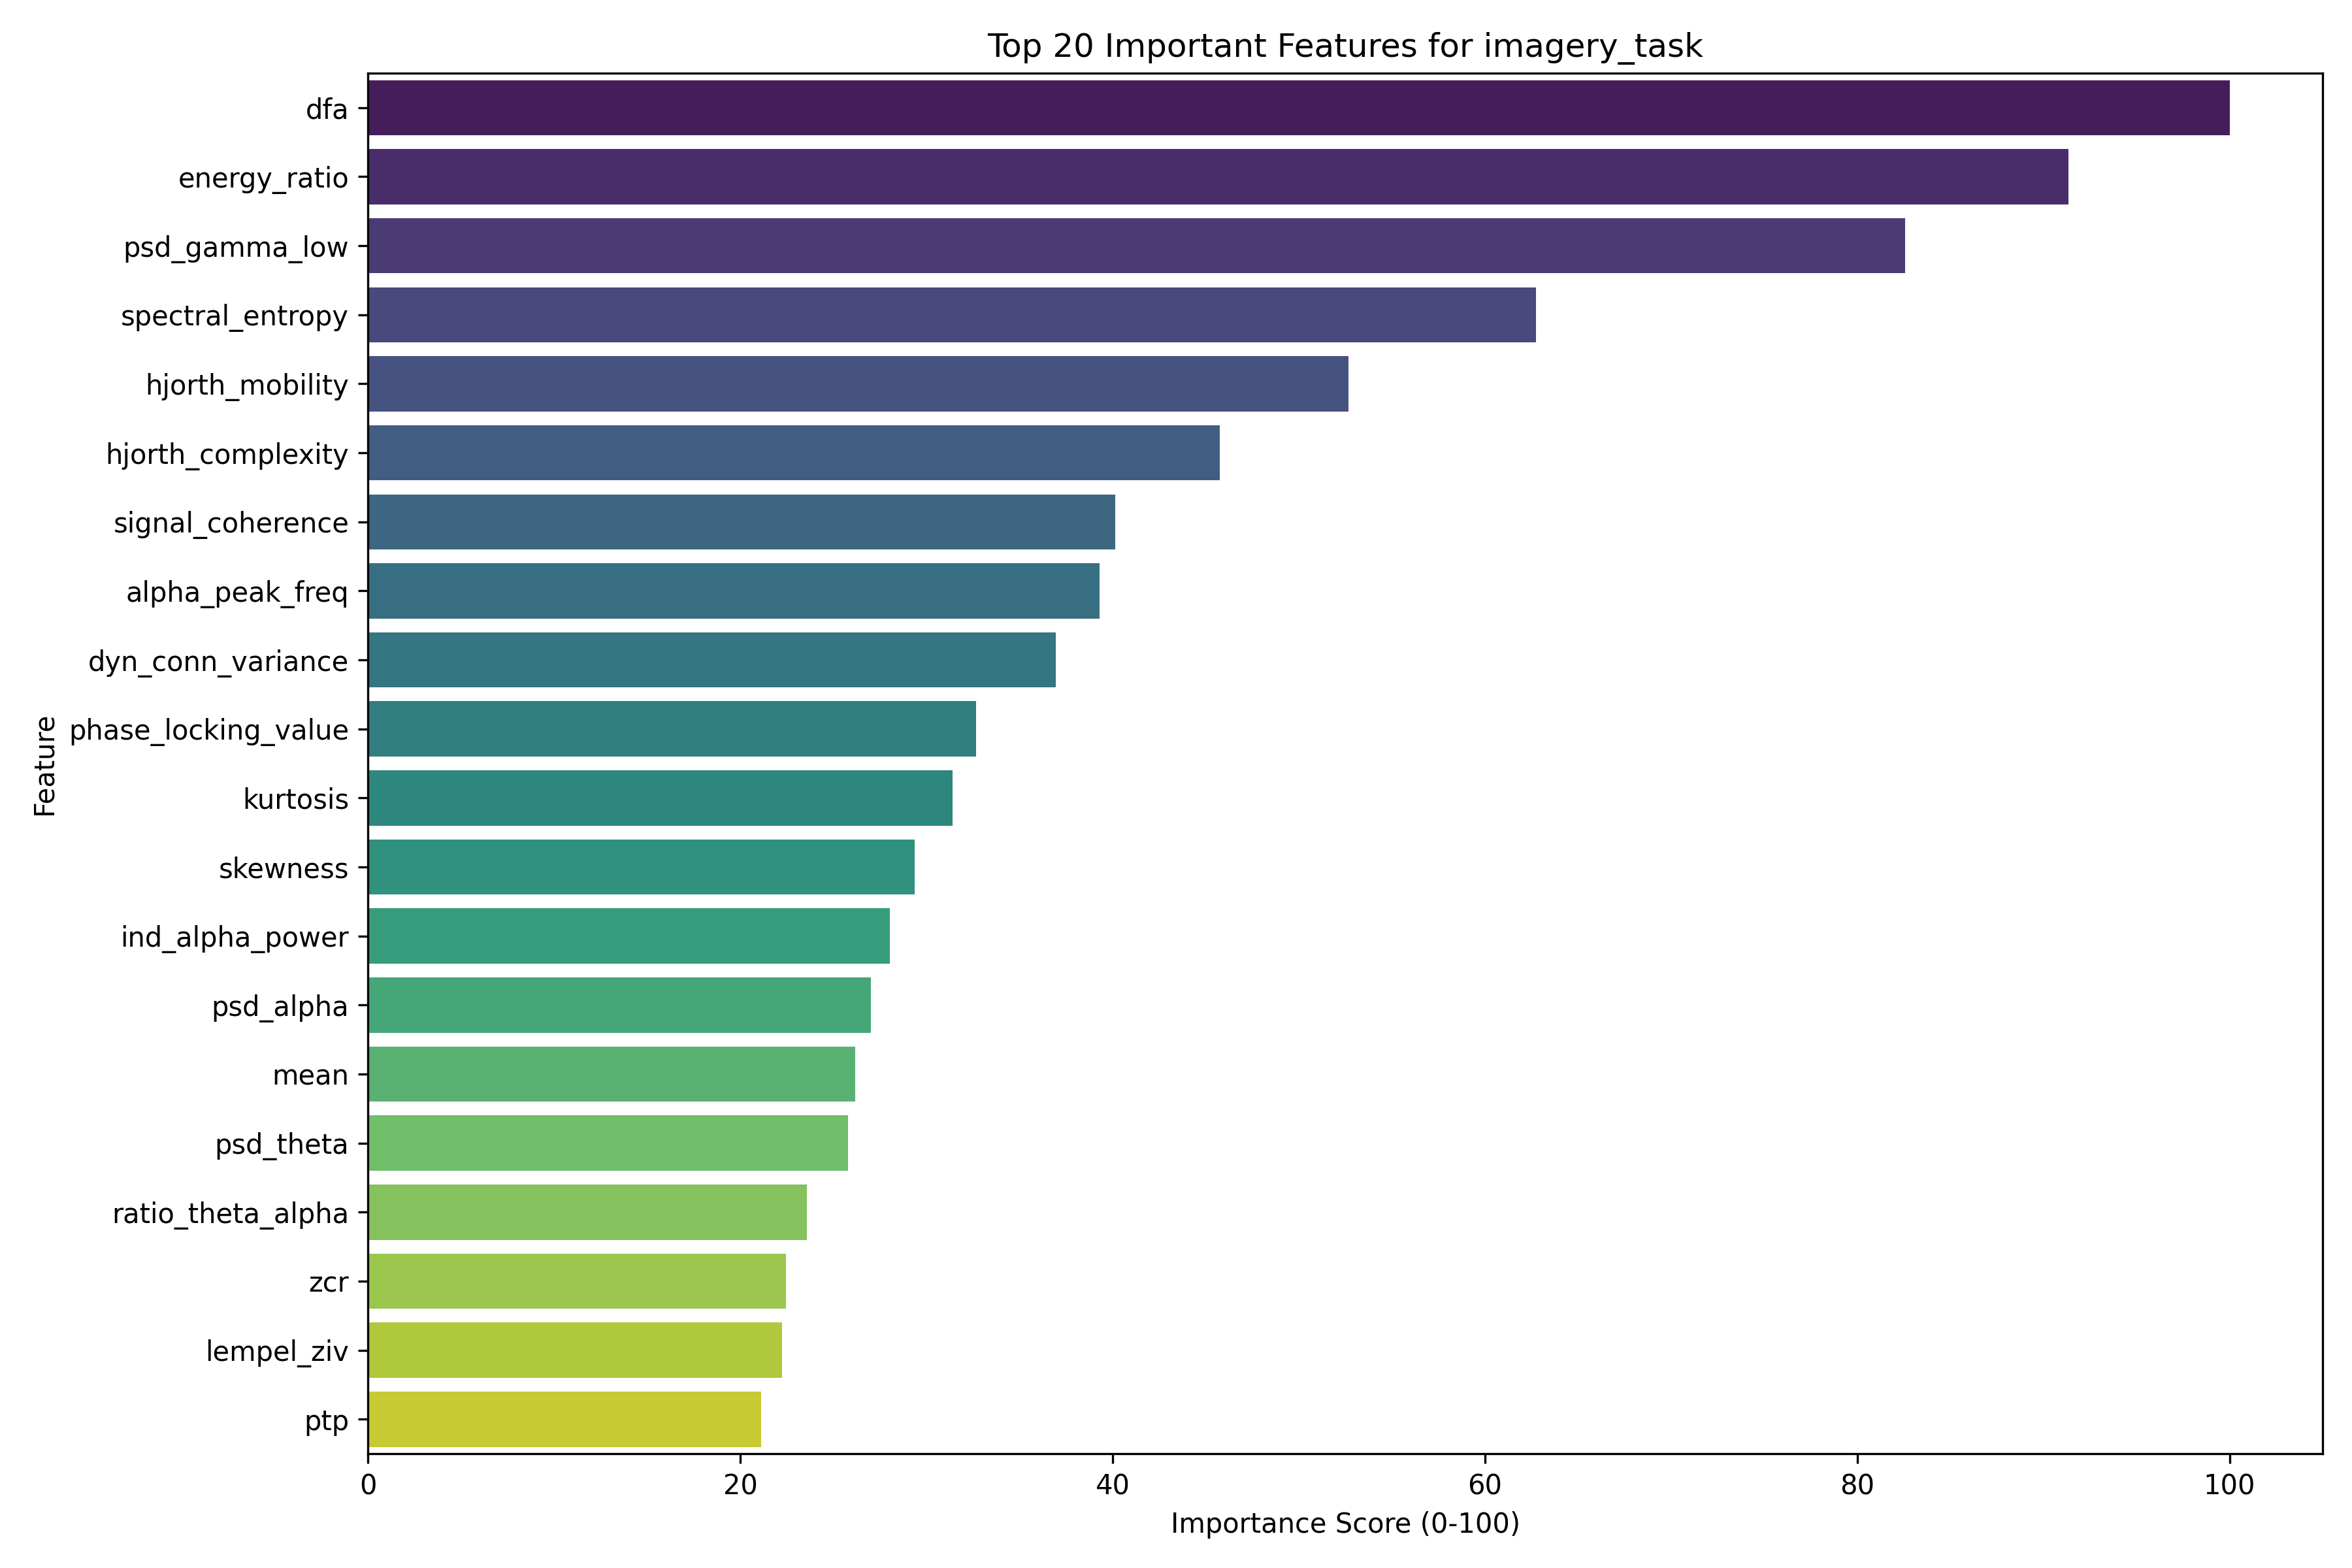 Top 20 Important Features for imagery_task
dfa
energy_ratio
psd_gamma_low
spectral_entropy
hjorth_mobility
hjorth_complexity
signal_coherence
alpha_peak_freq
dyn_conn_variance
phase_locking_value
kurtosis
skewness
ind_alpha_power
psd_alpha
mean
psd_theta
ratio_theta_alpha
zcr
lempel_ziv
ptp
Feature
0 20 40 60 80 100
Importance Score (0-100)